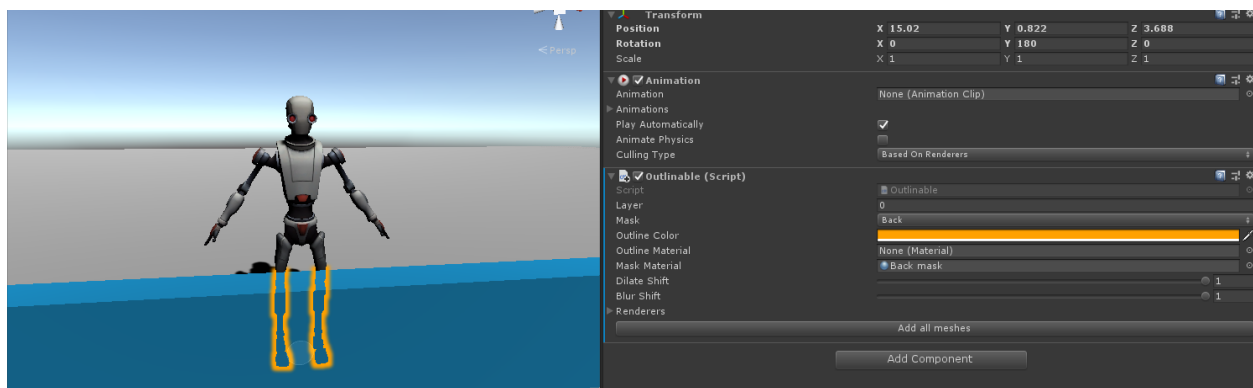 Persp
Transform
Position X 15.02 Y 0.822 Z 3.688
Rotation X 0 Y 180 Z 0
Scale X 1 Y 1 Z 1
Animation
Animation None (Animation Clip)
Animations
Play Automatically
Animate Physics
Culling Type Based On Renderers
Outlinable (Script)
Script Outlinable
Layer 0
Mask Back
Outline Color
Outline Material None (Material)
Mask Material Back mask
Dilate Shift 1
Blur Shift 1
Renderers
Add all meshes
Add Component